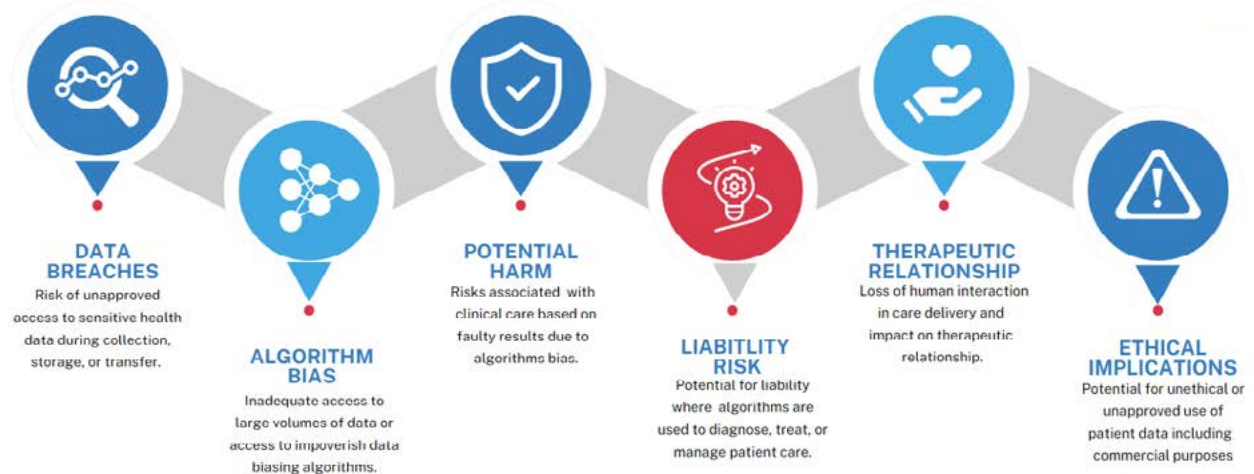 DATA
BREACHES
Risk of unapproved
access to sensitive health
data during collection,
storage, or transfer.
ALGORITHM
BIAS
Inadequate access to
large volumes of data or
access to impoverish data
biasing algorithms.
POTENTIAL
HARM
Risks associated with
clinical care based on
faulty results due to
algorithms bias.
LIABITLITY
RISK
Potential for liability
where algorithms are
used to diagnose, treat, or
manage patient care.
THERAPEUTIC
RELATIONSHIP
Loss of human interaction
in care delivery and
impact on therapeutic
relationship.
ETHICAL
IMPLICATIONS
Potential for unethical or
unapproved use of
patient data including
commercial purposes